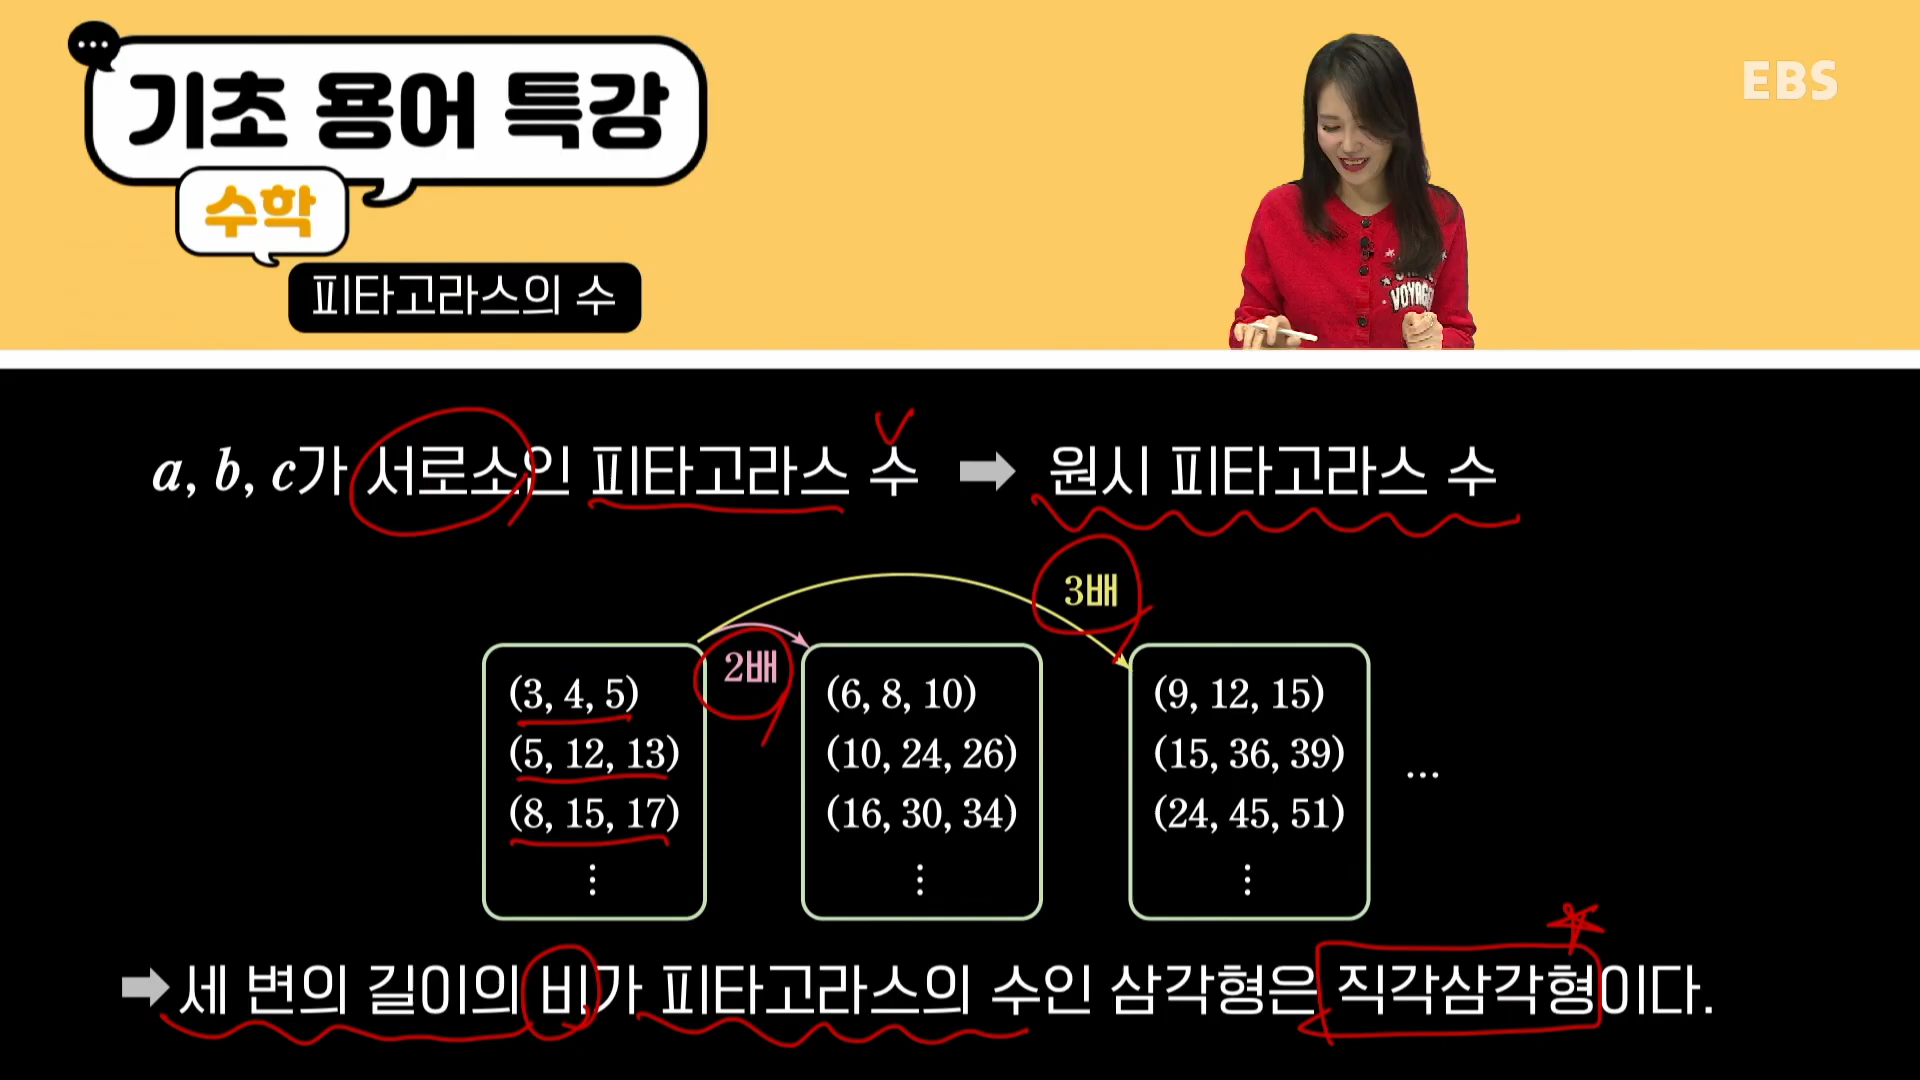 기초 용어 특강
EBS
수학
피타고라스의 수
VOYAGE
a, b, c가 서로소인 피타고라스 수 ➡ 원시 피타고라스 수
3배
2배
(3, 4, 5) (6, 8, 10) (9, 12, 15)
(5, 12, 13) (10, 24, 26) (15, 36, 39) ...
(8, 15, 17) (16, 30, 34) (24, 45, 51)
⋮ ⋮ ⋮
➡ 세 변의 길이의 비가 피타고라스의 수인 삼각형은 직각삼각형이다.